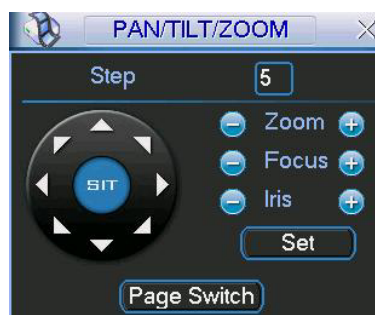 PAN/TILT/ZOOM
Step 5
SIT
Zoom
Focus
Iris
Set
Page Switch